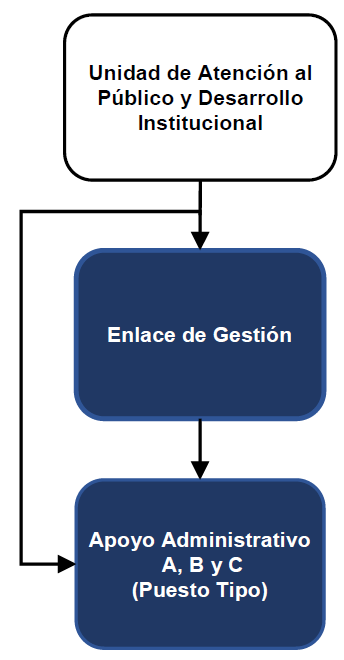 Unidad de Atención al
Público y Desarrollo
Institucional
Enlace de Gestión
Apoyo Administrativo
A, B y C
(Puesto Tipo)